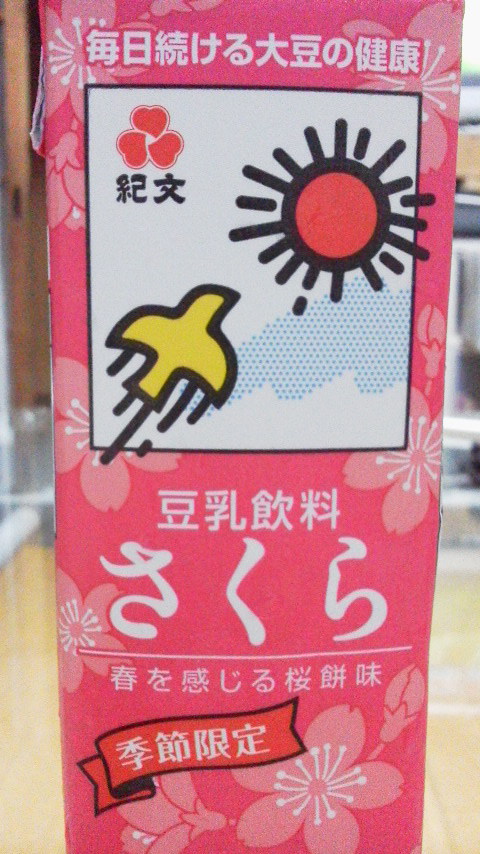 毎日続ける大豆の健康
紀文
豆乳飲料
さくら
春を感じる桜餅味
季節限定